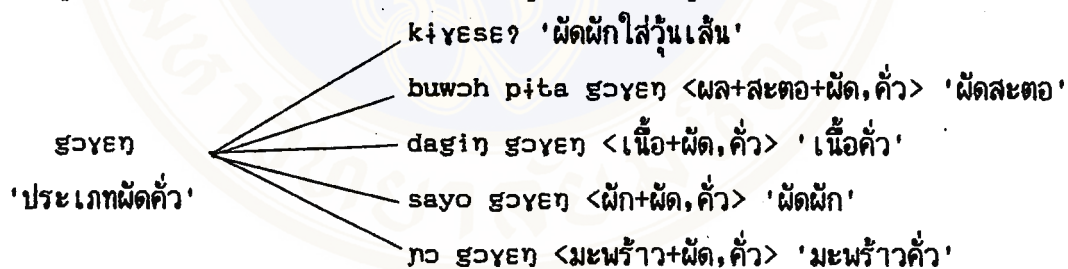 kɨɣɛsɛʔ 'ผัดผักใส่วุ้นเส้น'
buwɔh pɨta gɔɣɛŋ <ผล+สะตอ+ผัด,คั่ว> 'ผัดสะตอ'
gɔɣɛŋ
dagiŋ gɔɣɛŋ <เนื้อ+ผัด,คั่ว> 'เนื้อคั่ว'
'ประเภทผัดคั่ว'
sayo gɔɣɛŋ <ผัก+ผัด,คั่ว> 'ผัดผัก'
ɲɔ gɔɣɛŋ <มะพร้าว+ผัด,คั่ว> 'มะพร้าวคั่ว'